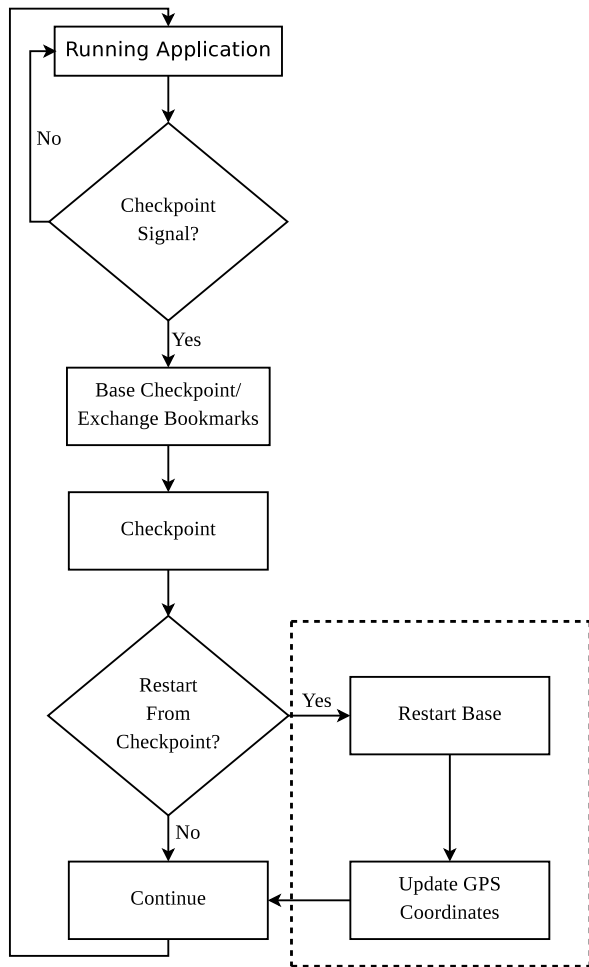 Running Application
No
Checkpoint
Signal?
Yes
Base Checkpoint/
Exchange Bookmarks
Checkpoint
Restart
From
Checkpoint?
Yes
Restart Base
No
Continue
Update GPS
Coordinates